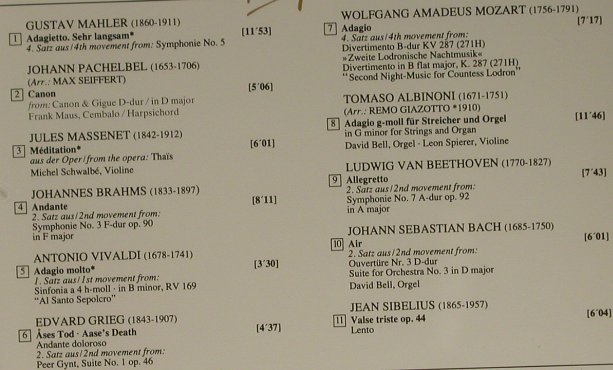 GUSTAV MAHLER (1860-1911)
1 Adagietto. Sehr langsam* [11'53]
4. Satz aus/4th movement from: Symphonie No. 5
JOHANN PACHELBEL (1653-1706)
(Arr.: MAX SEIFFERT)
2 Canon [5'06]
from: Canon & Gigue D-dur / in D major
Frank Maus, Cembalo / Harpsichord
JULES MASSENET (1842-1912)
3 Méditation* [6'01]
aus der Oper/from the opera: Thaïs
Michel Schwalbé, Violine
JOHANNES BRAHMS (1833-1897)
4 Andante [8'11]
2. Satz aus/2nd movement from:
Symphonie No. 3 F-dur op. 90
in F major
ANTONIO VIVALDI (1678-1741)
5 Adagio molto* [3'30]
1. Satz aus/1st movement from:
Sinfonia a 4 h-moll · in B minor, RV 169
"Al Santo Sepolcro"
EDVARD GRIEG (1843-1907)
6 Åses Tod · Aase's Death [4'37]
Andante doloroso
2. Satz aus/2nd movement from:
Peer Gynt, Suite No. 1 op. 46
WOLFGANG AMADEUS MOZART (1756-1791)
7 Adagio [7'17]
4. Satz aus/4th movement from:
Divertimento B-dur KV 287 (271H)
»Zweite Lodronische Nachtmusik«
Divertimento in B flat major, K. 287 (271H)
"Second Night-Music for Countess Lodron"
TOMASO ALBINONI (1671-1751)
(Arr.: REMO GIAZOTTO *1910)
8 Adagio g-moll für Streicher und Orgel [11'46]
in G minor for Strings and Organ
David Bell, Orgel · Leon Spierer, Violine
LUDWIG VAN BEETHOVEN (1770-1827)
9 Allegretto [7'43]
2. Satz aus/2nd movement from:
Symphonie No. 7 A-dur op. 92
in A major
JOHANN SEBASTIAN BACH (1685-1750)
10 Air [6'01]
2. Satz aus/2nd movement from:
Ouvertüre Nr. 3 D-dur
Suite for Orchestra No. 3 in D major
David Bell, Orgel
JEAN SIBELIUS (1865-1957)
11 Valse triste op. 44 [6'04]
Lento